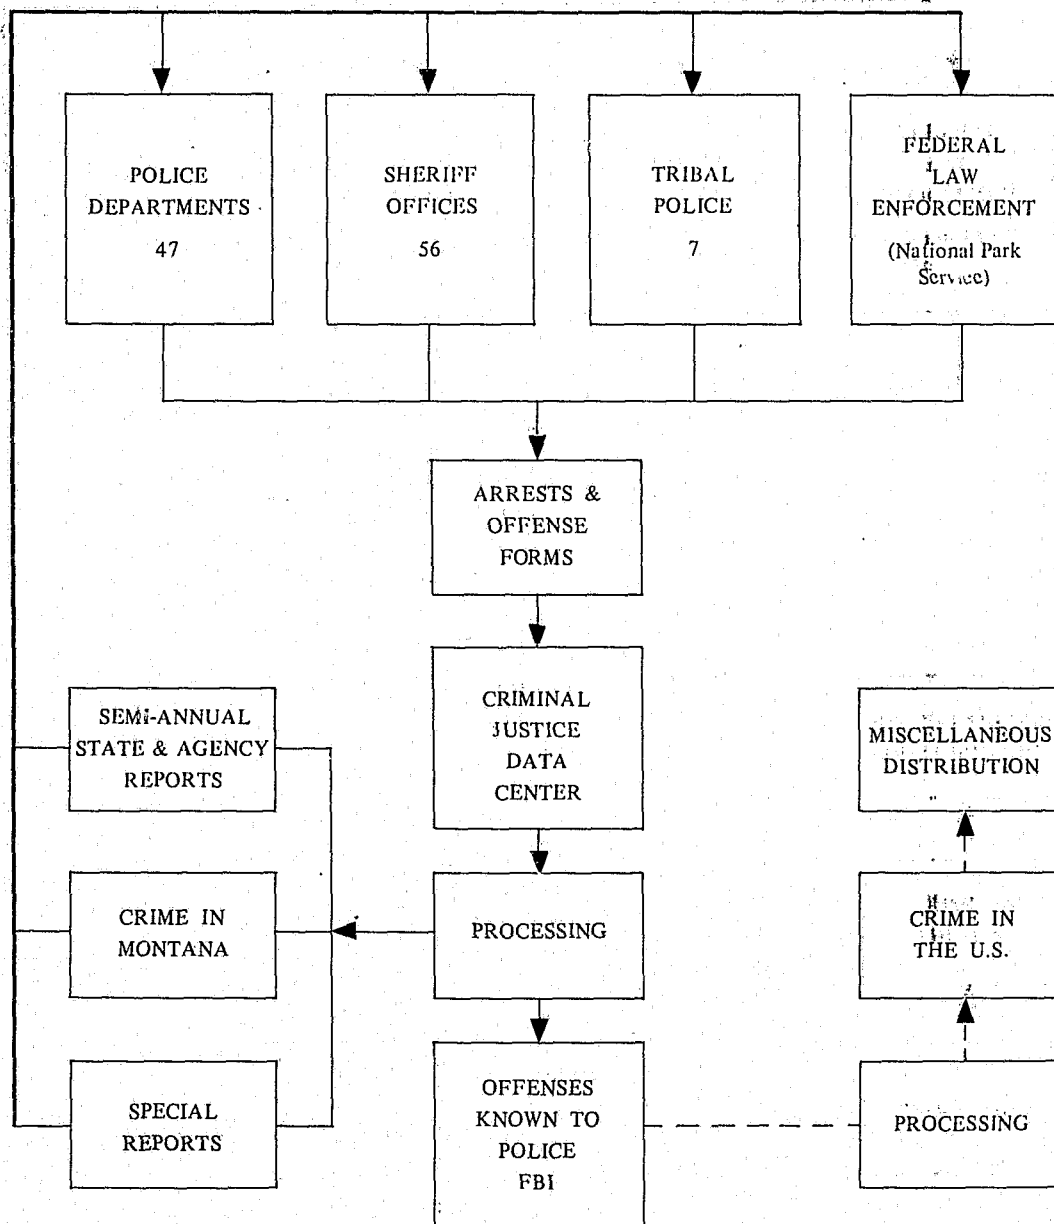 POLICE
DEPARTMENTS
47
SHERIFF
OFFICES
56
TRIBAL
POLICE
7
FEDERAL
LAW
ENFORCEMENT
(National Park
Service)
ARRESTS &
OFFENSE
FORMS
CRIMINAL
JUSTICE
DATA
CENTER
SEMI-ANNUAL
STATE & AGENCY
REPORTS
MISCELLANEOUS
DISTRIBUTION
CRIME IN
MONTANA
PROCESSING
CRIME IN
THE U.S.
SPECIAL
REPORTS
OFFENSES
KNOWN TO
POLICE
FBI
PROCESSING